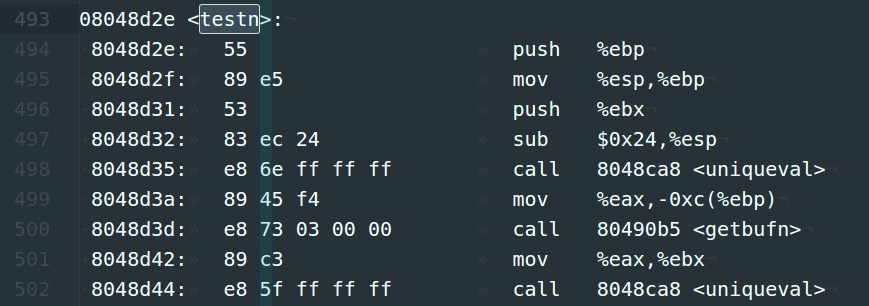 493 08048d2e <testn>:¬
494 8048d2e:» 55 » push %ebp¬
495 8048d2f:» 89 e5 » mov %esp,%ebp¬
496 8048d31:» 53 » push %ebx¬
497 8048d32:» 83 ec 24 » sub $0x24,%esp¬
498 8048d35:» e8 6e ff ff ff » call 8048ca8 <uniqueval>¬
499 8048d3a:» 89 45 f4 » mov %eax,-0xc(%ebp)¬
500 8048d3d:» e8 73 03 00 00 » call 80490b5 <getbufn>¬
501 8048d42:» 89 c3 » mov %eax,%ebx¬
502 8048d44:» e8 5f ff ff ff » call 8048ca8 <uniqueval>¬